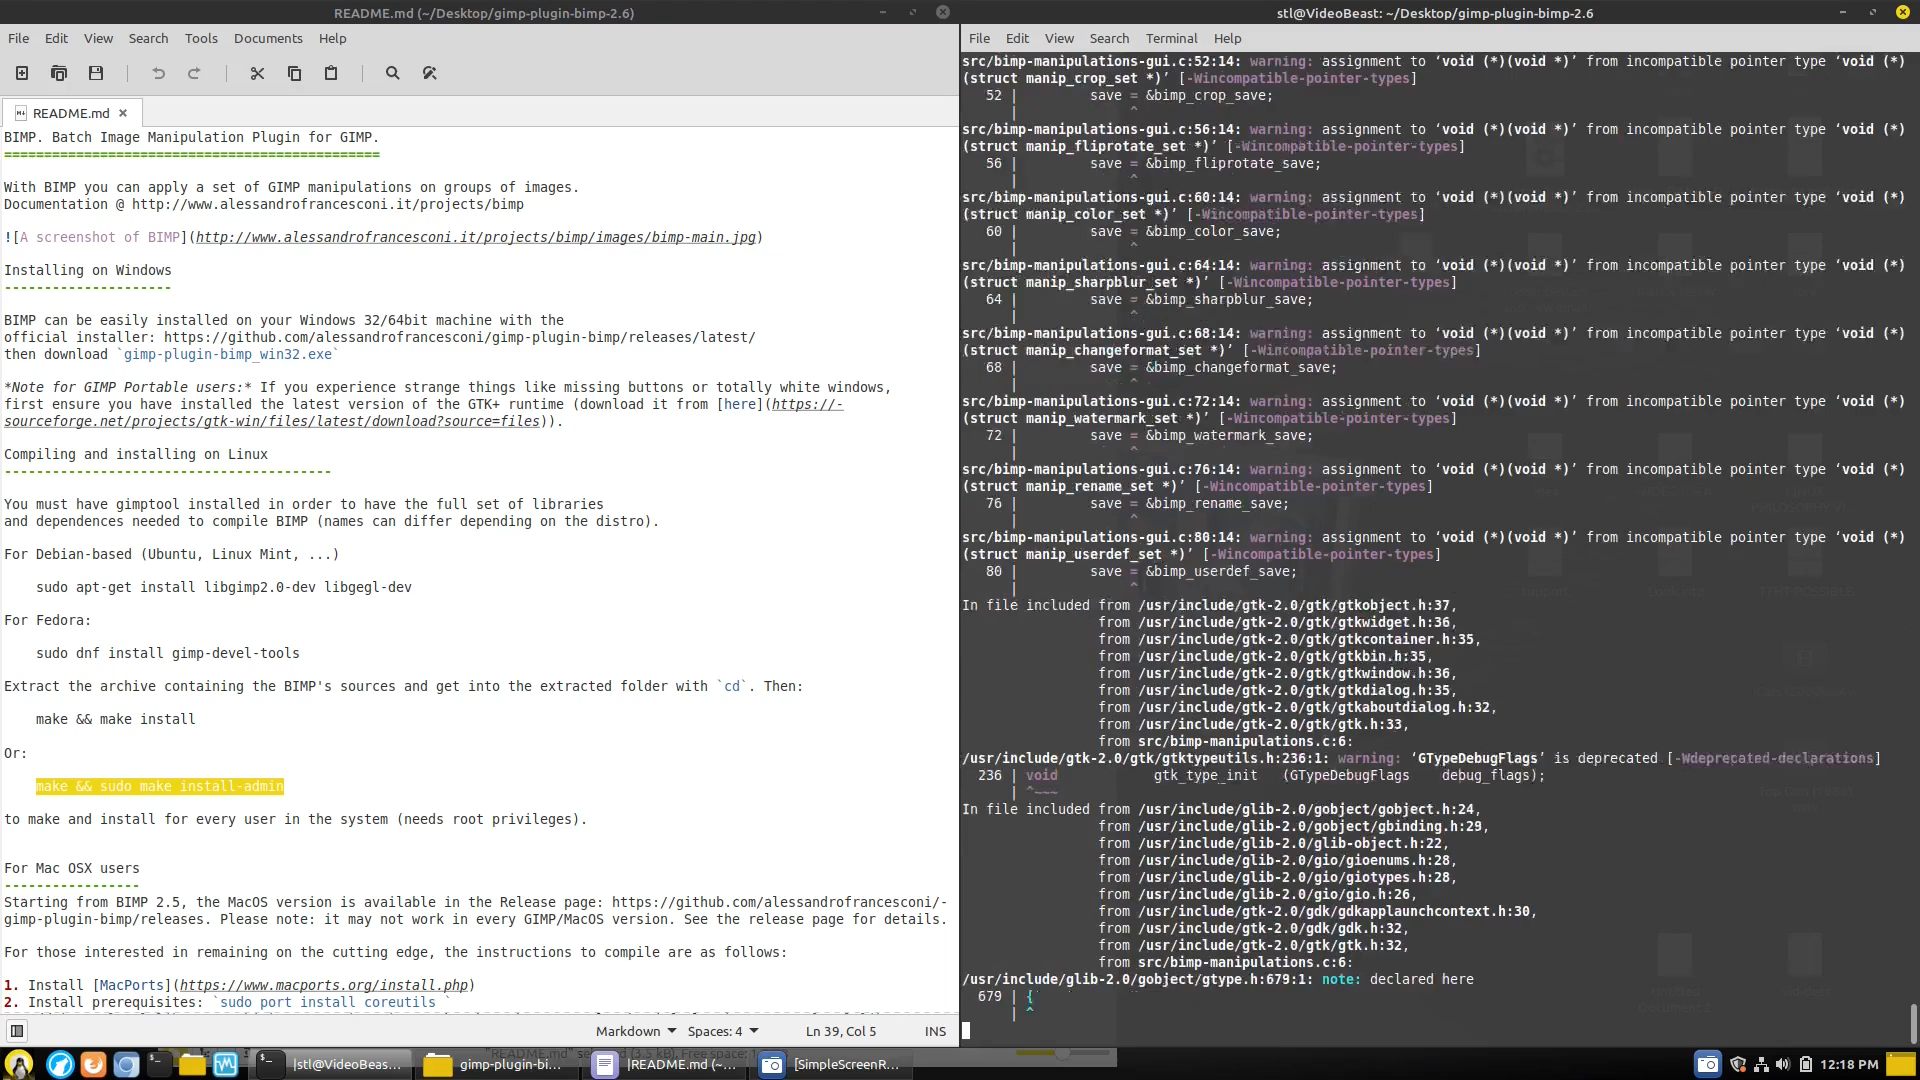 README.md (~/Desktop/gimp-plugin-bimp-2.6)
File Edit View Search Tools Documents Help
README.md
BIMP. Batch Image Manipulation Plugin for GIMP.
===============================================
With BIMP you can apply a set of GIMP manipulations on groups of images.
Documentation @ http://www.alessandrofrancesconi.it/projects/bimp
![A screenshot of BIMP](http://www.alessandrofrancesconi.it/projects/bimp/images/bimp-main.jpg)
Installing on Windows
---------------------
BIMP can be easily installed on your Windows 32/64bit machine with the
official installer: https://github.com/alessandrofrancesconi/gimp-plugin-bimp/releases/latest/
then download `gimp-plugin-bimp_win32.exe`
*Note for GIMP Portable users:* If you experience strange things like missing buttons or totally white windows,
first ensure you have installed the latest version of the GTK+ runtime (download it from [here](https://-
sourceforge.net/projects/gtk-win/files/latest/download?source=files)).
Compiling and installing on Linux
-----------------------------------------
You must have gimptool installed in order to have the full set of libraries
and dependences needed to compile BIMP (names can differ depending on the distro).
For Debian-based (Ubuntu, Linux Mint, ...)
sudo apt-get install libgimp2.0-dev libgegl-dev
For Fedora:
sudo dnf install gimp-devel-tools
Extract the archive containing the BIMP's sources and get into the extracted folder with `cd`. Then:
make && make install
Or:
make && sudo make install-admin
to make and install for every user in the system (needs root privileges).
For Mac OSX users
-----------------
Starting from BIMP 2.5, the MacOS version is available in the Release page: https://github.com/alessandrofrancesconi/-
gimp-plugin-bimp/releases. Please note: it may not work in every GIMP/MacOS version. See the release page for details.
For those interested in remaining on the cutting edge, the instructions to compile are as follows:
1. Install [MacPorts](https://www.macports.org/install.php)
2. Install prerequisites: `sudo port install coreutils `
Markdown Spaces: 4 Ln 39, Col 5 INS
stl@VideoBeast: ~/Desktop/gimp-plugin-bimp-2.6
File Edit View Search Terminal Help
src/bimp-manipulations-gui.c:52:14: warning: assignment to ‘void (*)(void *)’ from incompatible pointer type ‘void (*)
(struct manip_crop_set *)’ [-Wincompatible-pointer-types]
52 | save = &bimp_crop_save;
| ^
src/bimp-manipulations-gui.c:56:14: warning: assignment to ‘void (*)(void *)’ from incompatible pointer type ‘void (*)
(struct manip_fliprotate_set *)’ [-Wincompatible-pointer-types]
56 | save = &bimp_fliprotate_save;
| ^
src/bimp-manipulations-gui.c:60:14: warning: assignment to ‘void (*)(void *)’ from incompatible pointer type ‘void (*)
(struct manip_color_set *)’ [-Wincompatible-pointer-types]
60 | save = &bimp_color_save;
| ^
src/bimp-manipulations-gui.c:64:14: warning: assignment to ‘void (*)(void *)’ from incompatible pointer type ‘void (*)
(struct manip_sharpblur_set *)’ [-Wincompatible-pointer-types]
64 | save = &bimp_sharpblur_save;
| ^
src/bimp-manipulations-gui.c:68:14: warning: assignment to ‘void (*)(void *)’ from incompatible pointer type ‘void (*)
(struct manip_changeformat_set *)’ [-Wincompatible-pointer-types]
68 | save = &bimp_changeformat_save;
| ^
src/bimp-manipulations-gui.c:72:14: warning: assignment to ‘void (*)(void *)’ from incompatible pointer type ‘void (*)
(struct manip_watermark_set *)’ [-Wincompatible-pointer-types]
72 | save = &bimp_watermark_save;
| ^
src/bimp-manipulations-gui.c:76:14: warning: assignment to ‘void (*)(void *)’ from incompatible pointer type ‘void (*)
(struct manip_rename_set *)’ [-Wincompatible-pointer-types]
76 | save = &bimp_rename_save;
| ^
src/bimp-manipulations-gui.c:80:14: warning: assignment to ‘void (*)(void *)’ from incompatible pointer type ‘void (*)
(struct manip_userdef_set *)’ [-Wincompatible-pointer-types]
80 | save = &bimp_userdef_save;
| ^
In file included from /usr/include/gtk-2.0/gtk/gtkobject.h:37,
from /usr/include/gtk-2.0/gtk/gtkwidget.h:36,
from /usr/include/gtk-2.0/gtk/gtkcontainer.h:35,
from /usr/include/gtk-2.0/gtk/gtkbin.h:35,
from /usr/include/gtk-2.0/gtk/gtkwindow.h:36,
from /usr/include/gtk-2.0/gtk/gtkdialog.h:35,
from /usr/include/gtk-2.0/gtk/gtkaboutdialog.h:32,
from /usr/include/gtk-2.0/gtk/gtk.h:33,
from src/bimp-manipulations.c:6:
/usr/include/gtk-2.0/gtk/gtktypeutils.h:236:1: warning: ‘GTypeDebugFlags’ is deprecated [-Wdeprecated-declarations]
236 | void gtk_type_init (GTypeDebugFlags debug_flags);
| ^~~~
In file included from /usr/include/glib-2.0/gobject/gobject.h:24,
from /usr/include/glib-2.0/gobject/gbinding.h:29,
from /usr/include/glib-2.0/glib-object.h:22,
from /usr/include/glib-2.0/gio/gioenums.h:28,
from /usr/include/glib-2.0/gio/giotypes.h:28,
from /usr/include/glib-2.0/gio/gio.h:26,
from /usr/include/gtk-2.0/gdk/gdkapplaunchcontext.h:30,
from /usr/include/gtk-2.0/gdk/gdk.h:32,
from /usr/include/gtk-2.0/gtk/gtk.h:32,
from src/bimp-manipulations.c:6:
/usr/include/glib-2.0/gobject/gtype.h:679:1: note: declared here
679 | {
| ^
|stl@VideoBeast... gimp-plugin-bi... |README.md (~/... [SimpleScreenR... 12:18 PM